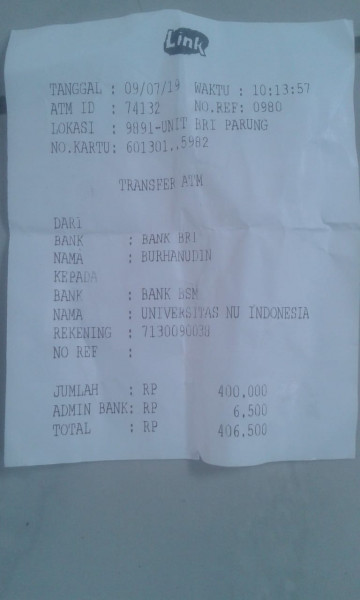 Link
TANGGAL : 09/07/19 WAKTU : 10:13:57
ATM ID : 74132 NO.REF: 0980
LOKASI : 9891-UNIT BRI PARUNG
NO.KARTU: 601301..5982
TRANSFER ATM
DARI
BANK : BANK BRI
NAMA : BURHANUDIN
KEPADA
BANK : BANK BSM
NAMA : UNIVERSITAS NU INDONESIA
REKENING : 7130090038
NO REF :
JUMLAH : RP 400,000
ADMIN BANK: RP 6,500
TOTAL : RP 406,500